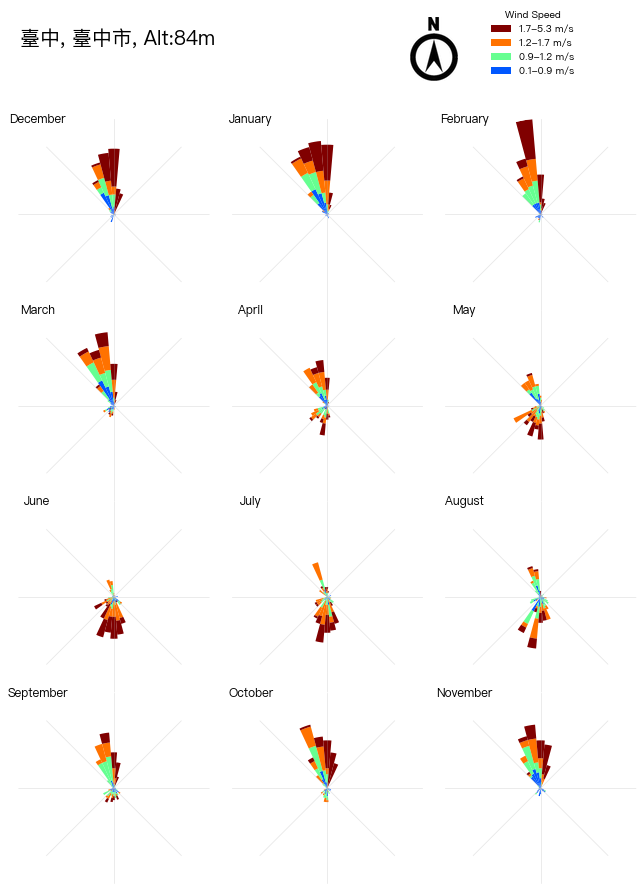 臺中, 臺中市, Alt:84m
N
Wind Speed
1.7–5.3 m/s
1.2–1.7 m/s
0.9–1.2 m/s
0.1–0.9 m/s
December
January
February
March
April
May
June
July
August
September
October
November